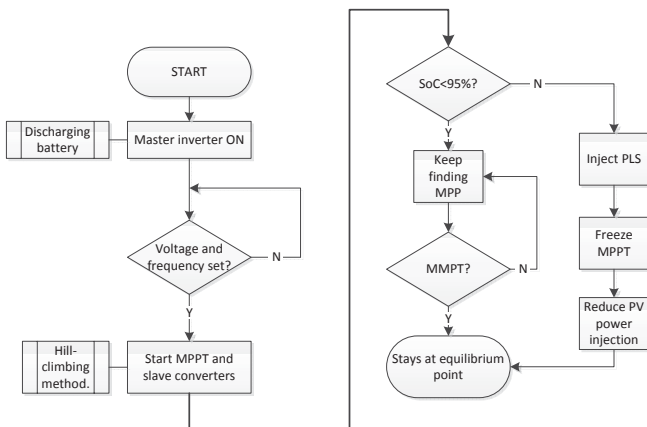 START
Discharging
battery
Master inverter ON
Voltage and
frequency set?
N
Y
Hill-
climbing
method.
Start MPPT and
slave converters
SoC<95%?
N
Y
Keep
finding
MPP
MMPT?
N
Y
Stays at equilibrium
point
Inject PLS
Freeze
MPPT
Reduce PV
power
injection